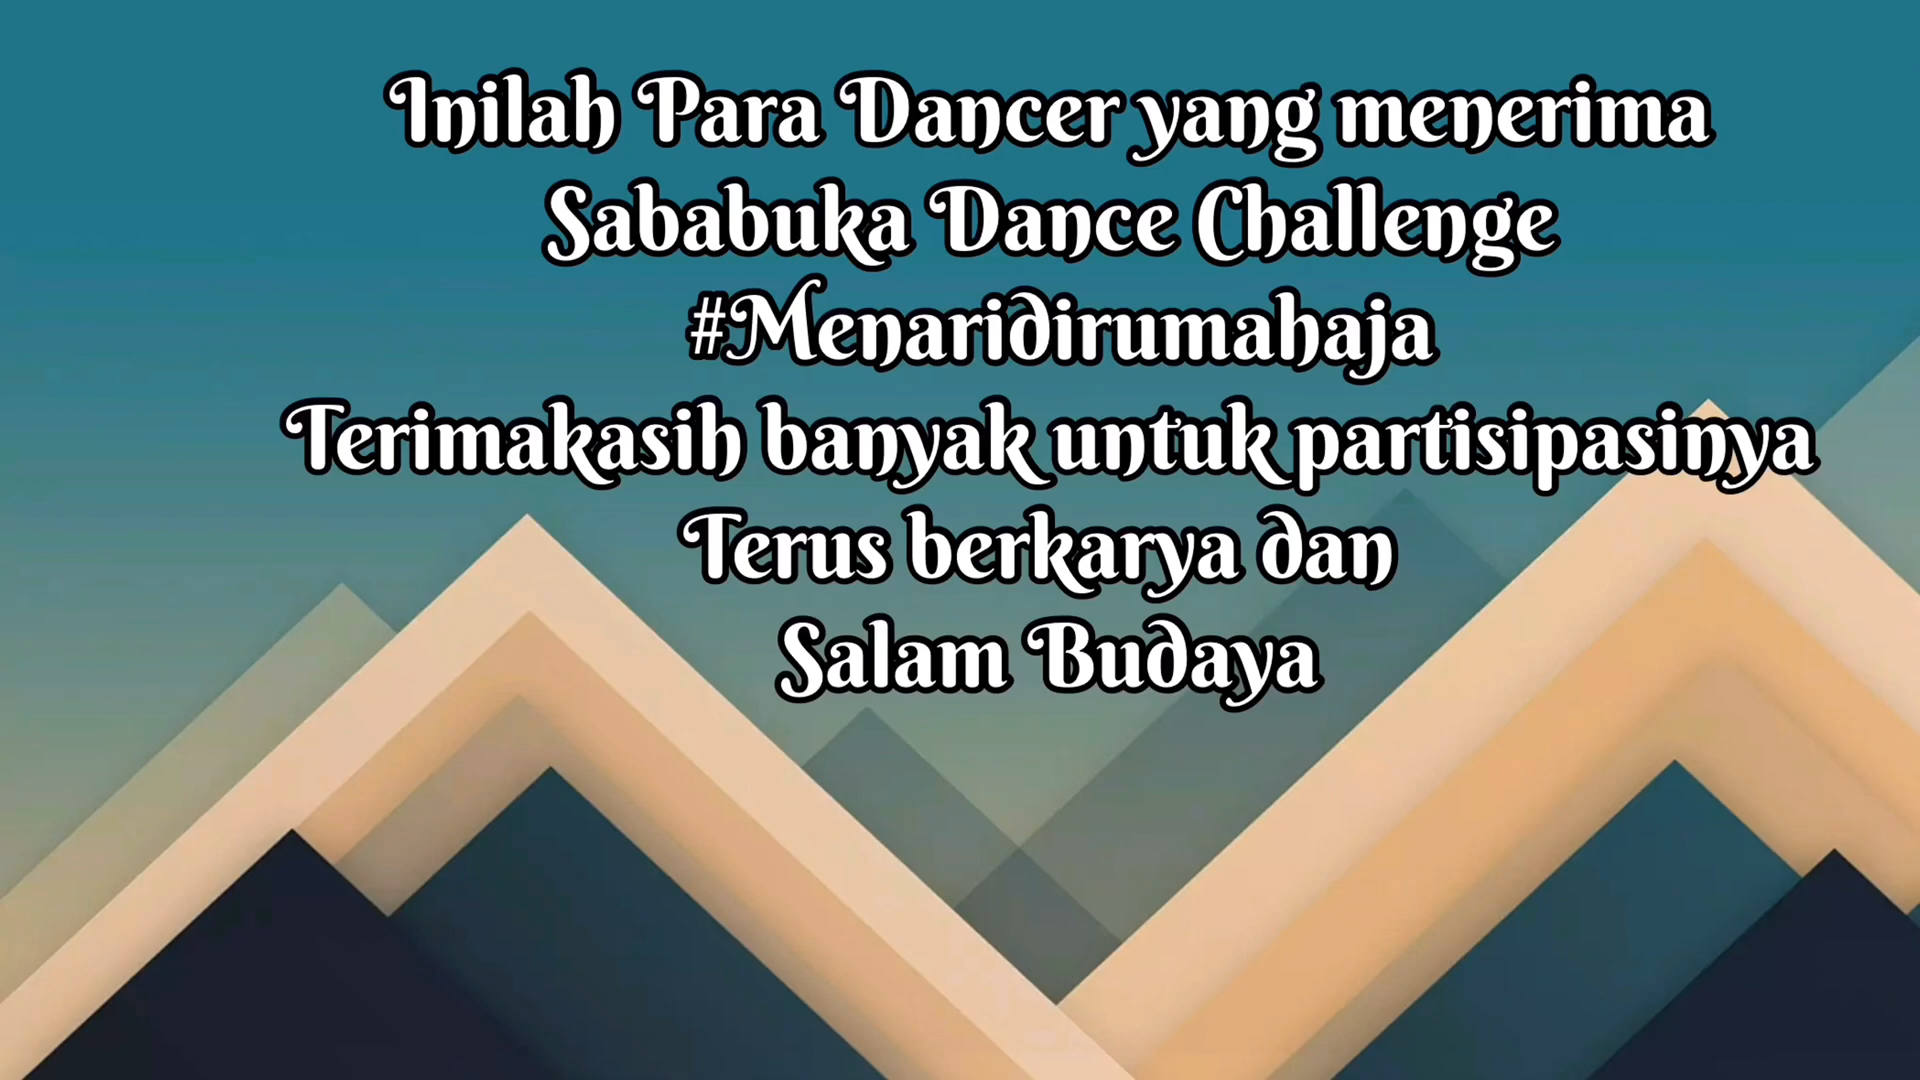 Inilah Para Dancer yang menerima
Sababuka Dance Challenge
#Menaridirumahaja
Terimakasih banyak untuk partisipasinya
Terus berkarya dan
Salam Budaya